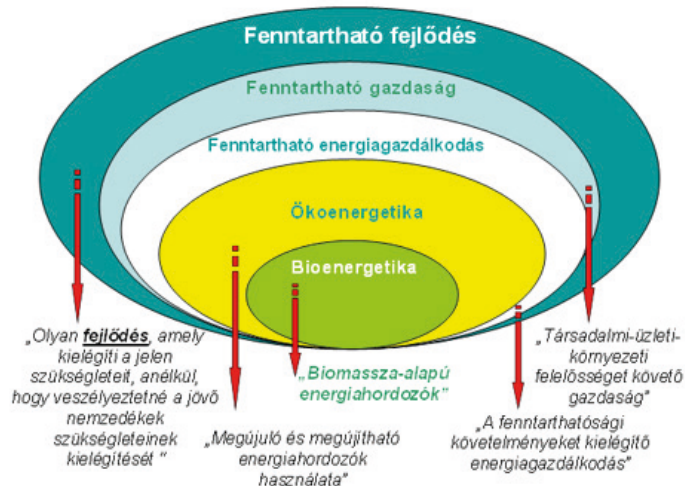 Fenntartható fejlődés
Fenntartható gazdaság
Fenntartható energiagazdálkodás
Ökoenergetika
Bioenergetika
„Olyan fejlődés, amely
kielégíti a jelen
szükségleteit, anélkül,
hogy veszélyeztetné a jövő
nemzedékek
szükségleteinek
kielégítését “
„Biomassza-alapú
energiahordozók“
„Megújuló és megújítható
energiahordozók
használata”
„Társadalmi-üzleti-
környezeti
felelősséget követő
gazdaság”
„A fenntarthatósági
követelményeket kielégítő
energiagazdálkodás”